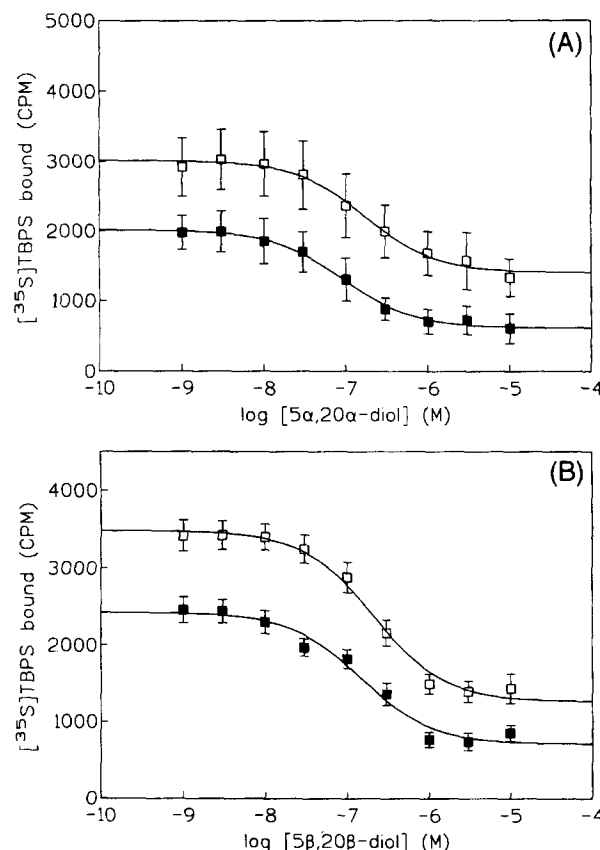 (A)
[³⁵S]TBPS bound (CPM)
5000
4000
3000
2000
1000
0
-10 -9 -8 -7 -6 -5 -4
log [5α,20α-diol] (M)
(B)
[³⁵S]TBPS bound (CPM)
4000
3000
2000
1000
0
-10 -9 -8 -7 -6 -5 -4
log [5β,20β-diol] (M)